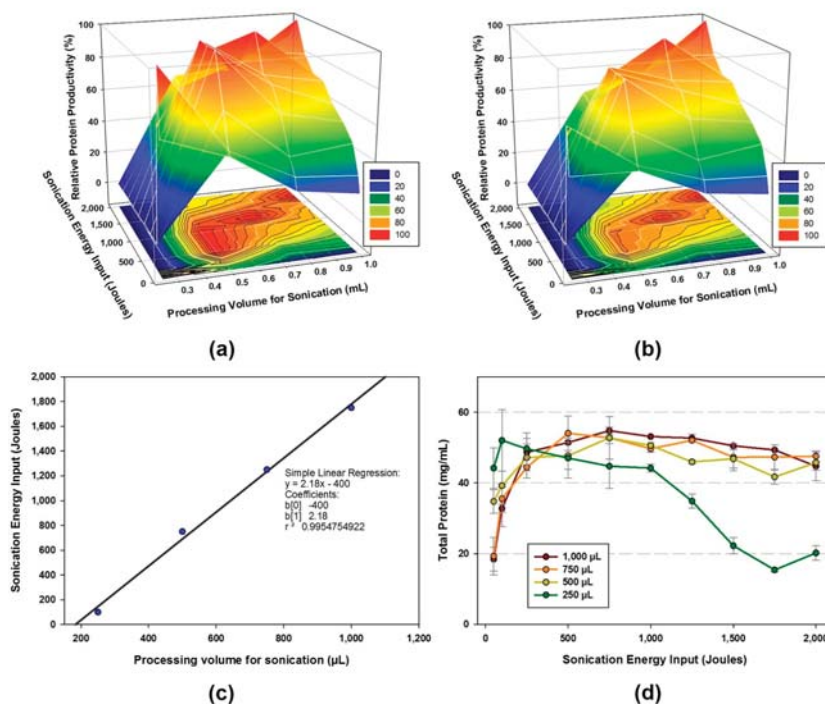 Relative Protein Productivity (%)
100
80
60
40
20
0
Sonication Energy Input (Joules)
2,000
1,500
1,000
500
0
0.3
0.4
0.5
0.6
0.7
0.8
0.9
1.0
Processing Volume for Sonication (mL)
0
20
40
60
80
100
(a)
Relative Protein Productivity (%)
100
80
60
40
20
0
Sonication Energy Input (Joules)
2,000
1,500
1,000
500
0
0.3
0.4
0.5
0.6
0.7
0.8
0.9
1.0
Processing Volume for Sonication (mL)
0
20
40
60
80
100
(b)
Sonication Energy Input (Joules)
2,000
1,800
1,600
1,400
1,200
1,000
800
600
400
200
0
Simple Linear Regression:
y = 2.18x - 400
Coefficients:
b[0] -400
b[1] 2.18
r ² 0.9954754922
200 400 600 800 1,000 1,200
Processing volume for sonication (µL)
(c)
Total Protein (mg/mL)
60
40
20
0
1,000 µL
750 µL
500 µL
250 µL
0 500 1,000 1,500 2,000
Sonication Energy Input (Joules)
(d)